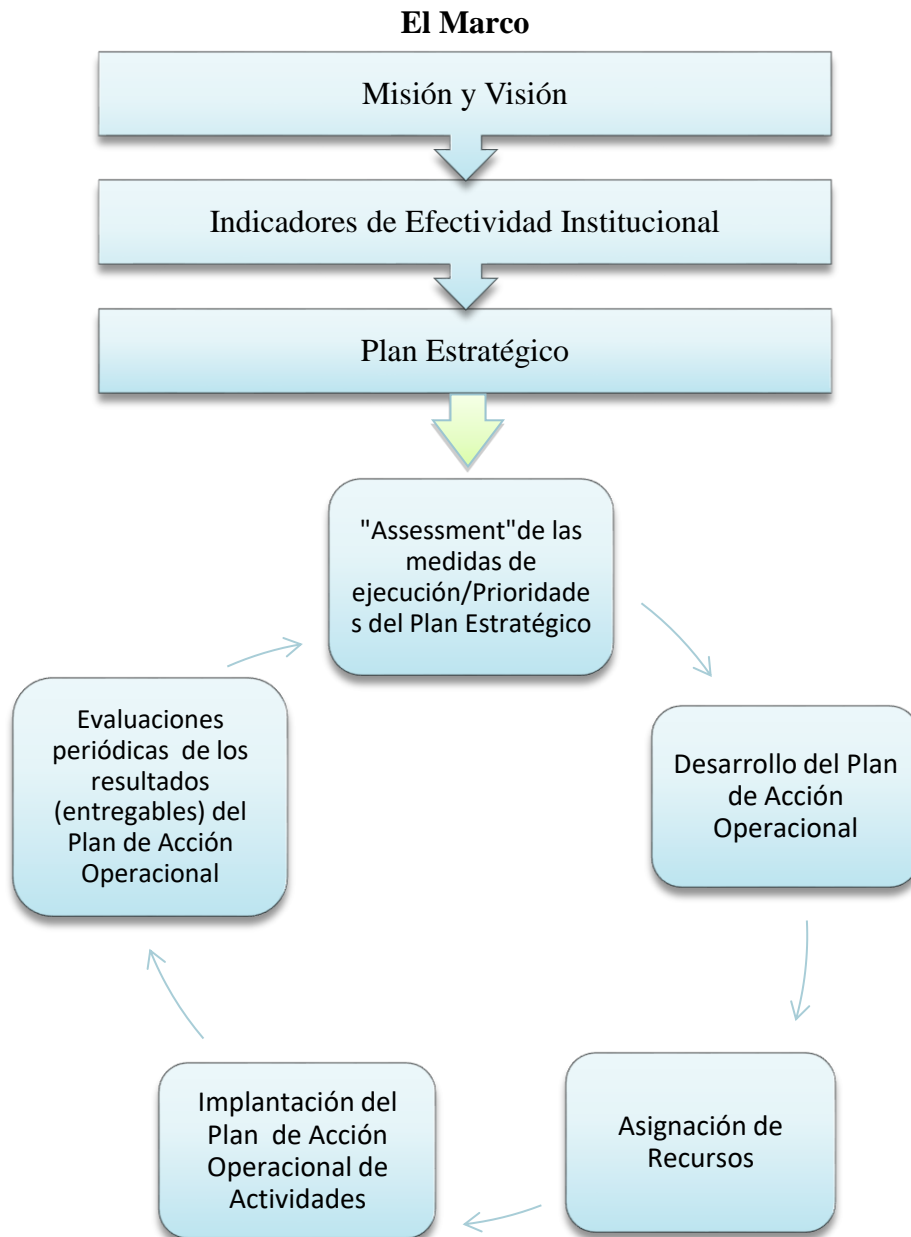 El Marco
Misión y Visión
Indicadores de Efectividad Institucional
Plan Estratégico
"Assessment"de las
medidas de
ejecución/Prioridade
s del Plan Estratégico
Evaluaciones
periódicas de los
resultados
(entregables) del
Plan de Acción
Operacional
Desarrollo del Plan
de Acción
Operacional
Implantación del
Plan de Acción
Operacional de
Actividades
Asignación de
Recursos